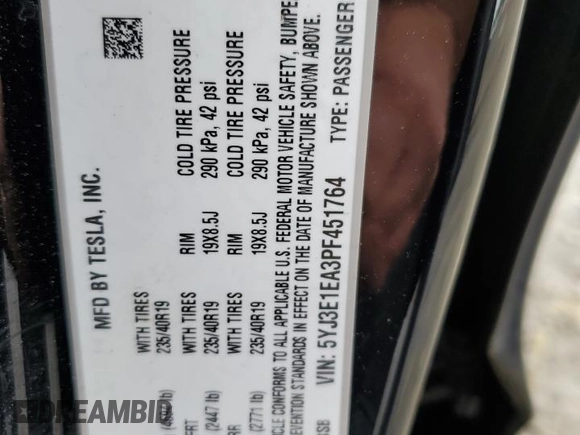 MFD BY TESLA, INC.
WITH TIRES
235/40R19
WITH TIRES RIM COLD TIRE PRESSURE
235/40R19 19X8.5J 290 kPa, 42 psi
(2447 lb)
WITH TIRES RIM COLD TIRE PRESSURE
235/40R19 19X8.5J 290 kPa, 42 psi
(2771 lb)
CONFORMS TO ALL APPLICABLE U.S. FEDERAL MOTOR VEHICLE SAFETY, BUMPE
STANDARDS IN EFFECT ON THE DATE OF MANUFACTURE SHOWN ABOVE.
VIN: 5YJ3E1EA3PF451764 TYPE: PASSENGER
DREAMBID